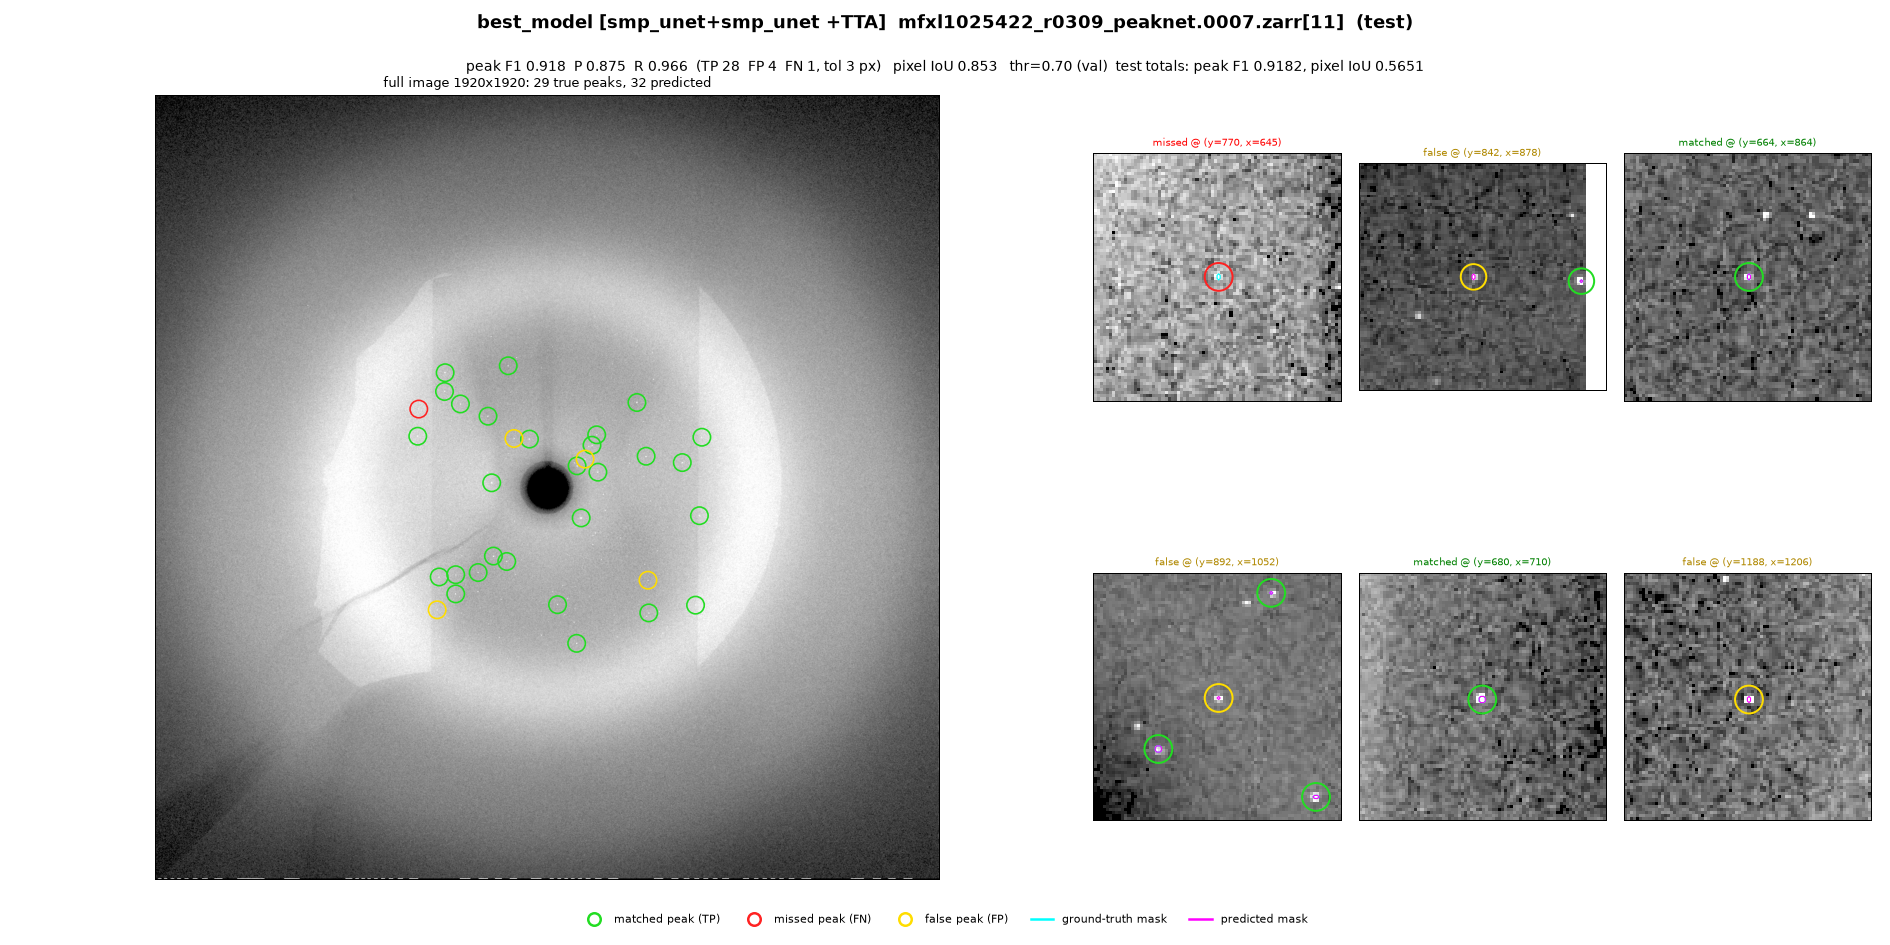 best_model [smp_unet+smp_unet +TTA]  mfxl1025422_r0309_peaknet.0007.zarr[11]  (test)
peak F1 0.918  P 0.875  R 0.966  (TP 28  FP 4  FN 1, tol 3 px)   pixel IoU 0.853   thr=0.70 (val)  test totals: peak F1 0.9182, pixel IoU 0.5651
full image 1920x1920: 29 true peaks, 32 predicted
missed @ (y=770, x=645)
false @ (y=842, x=878)
matched @ (y=664, x=864)
false @ (y=892, x=1052)
matched @ (y=680, x=710)
false @ (y=1188, x=1206)
matched peak (TP)
missed peak (FN)
false peak (FP)
ground-truth mask
predicted mask